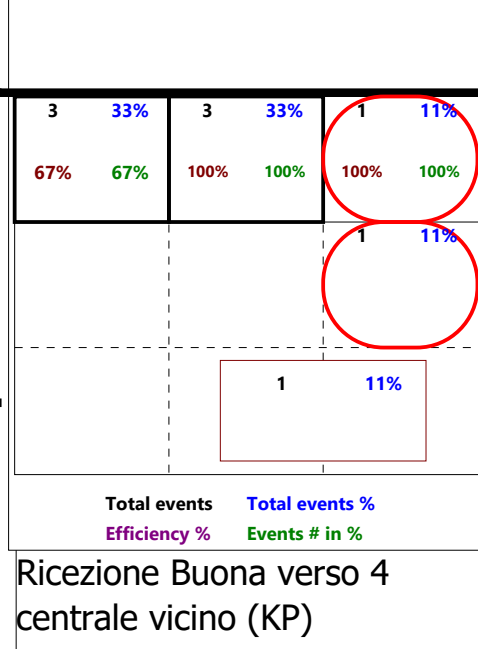 3 33% 3 33% 1 11%
67% 67% 100% 100% 100% 100%
1 11%
1 11%
Total events Total events %
Efficiency % Events # in %
Ricezione Buona verso 4
centrale vicino (KP)